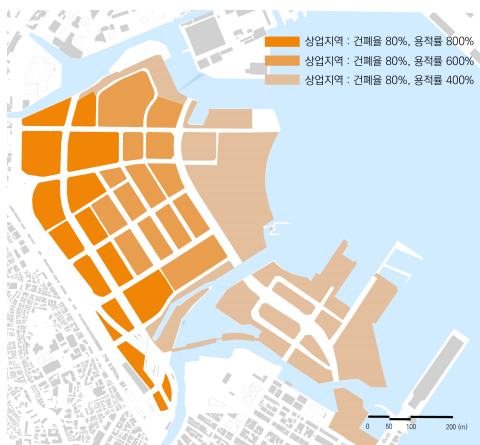 상업지역 : 건폐율 80%, 용적률 800%
상업지역 : 건폐율 80%, 용적률 600%
상업지역 : 건폐율 80%, 용적률 400%
0 50 100 200 (m)